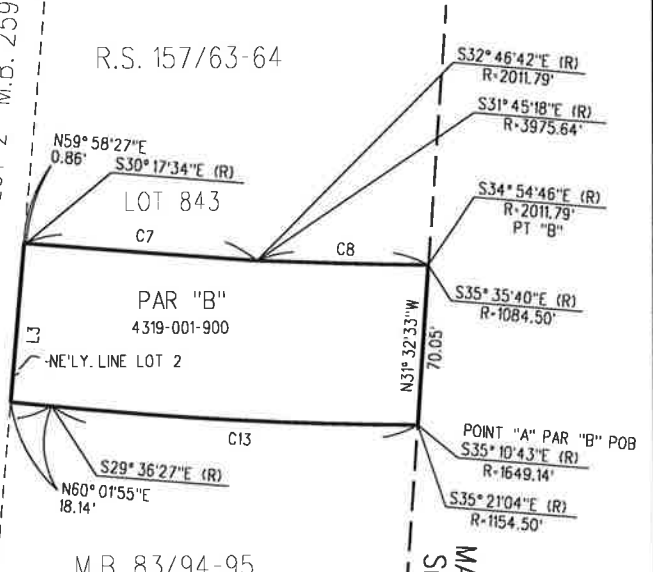 M.B. 259
LOT 2
R.S. 157/63-64
S32°46'42"E (R)
R=2011.79'
S31°45'18"E (R)
R=3975.64'
N59°58'27"E
0.86'
S30°17'34"E (R)
LOT 843
S34°54'46"E (R)
R=2011.79'
PT "B"
C7
C8
PAR "B"
4319-001-900
S35°35'40"E (R)
R=1084.50'
L3
N31°32'33"W
70.05'
NE'LY. LINE LOT 2
C13
POINT "A" PAR "B" POB
S35°10'43"E (R)
R=1649.14'
S29°36'27"E (R)
N60°01'55"E
18.14'
S35°21'04"E (R)
R=1154.50'
M.B. 83/94-95